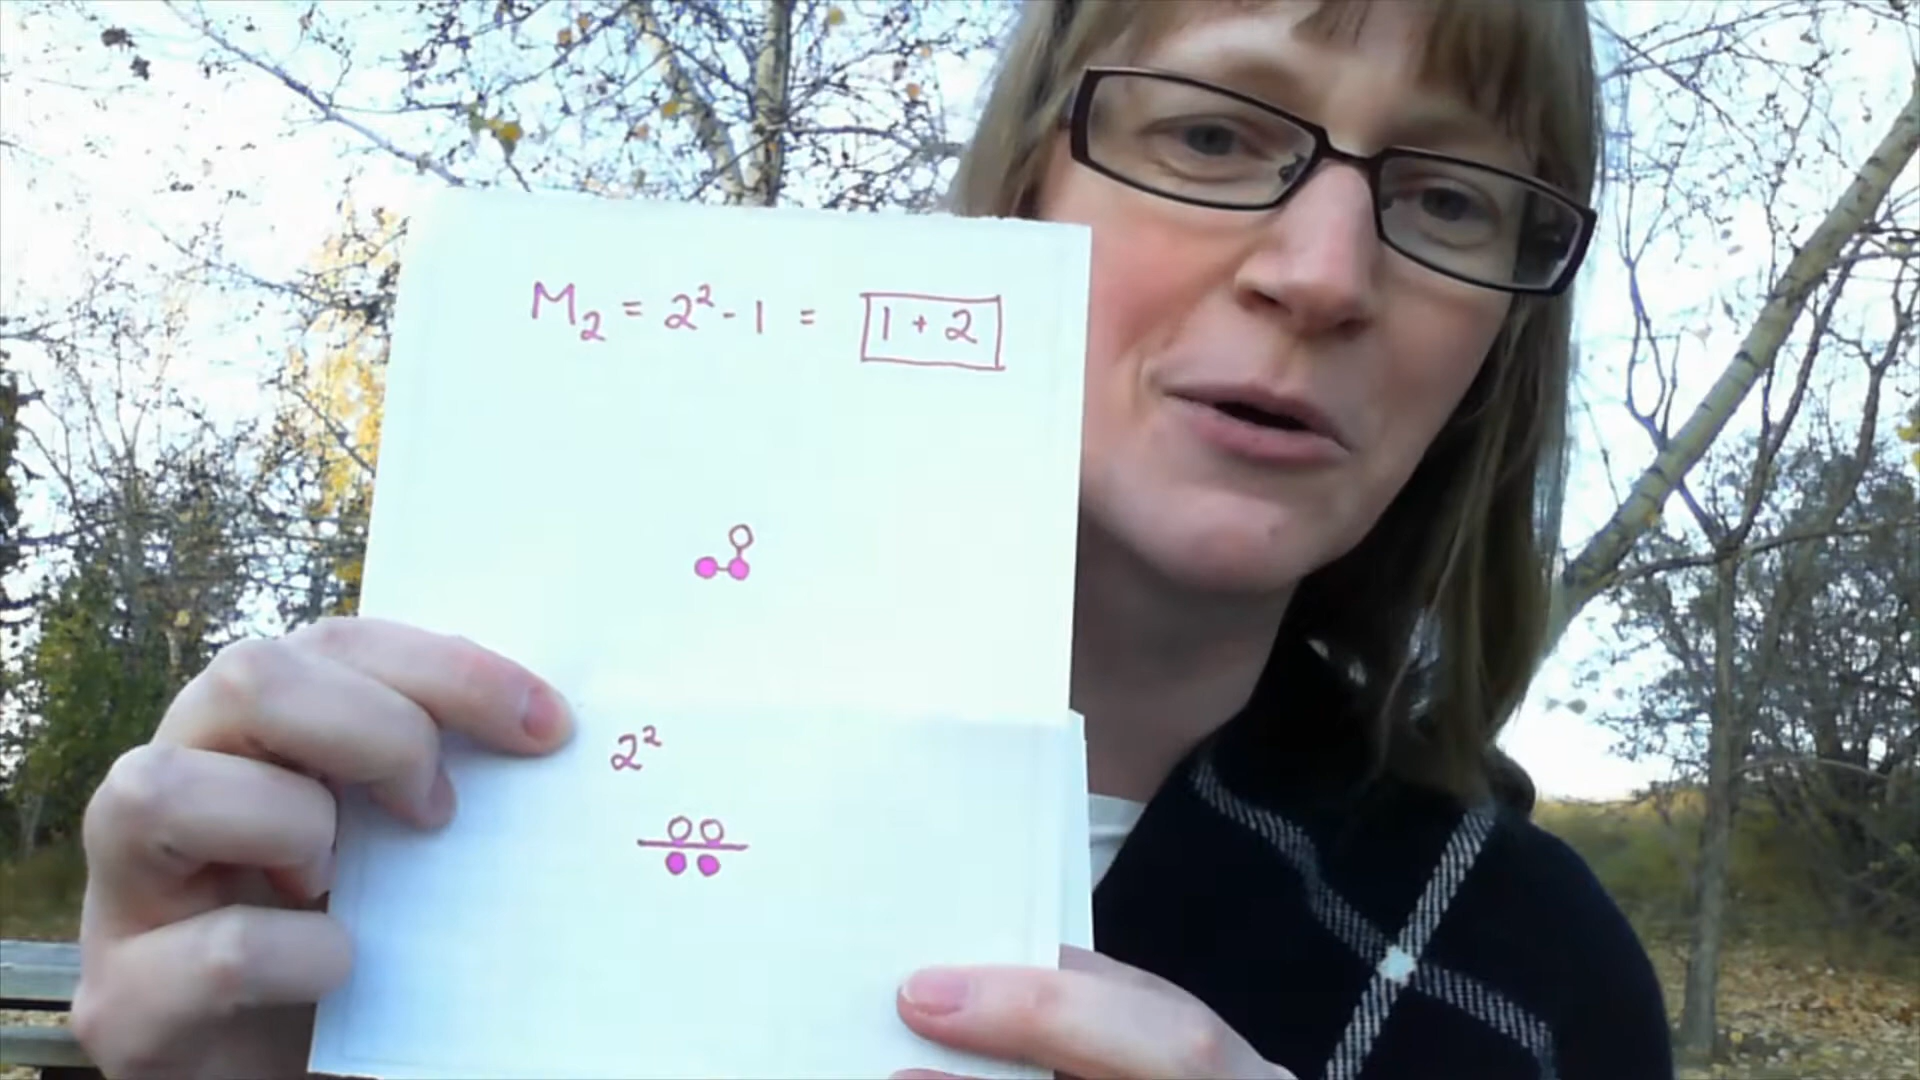 M₂ = 2² - 1 = 1 + 2
2²